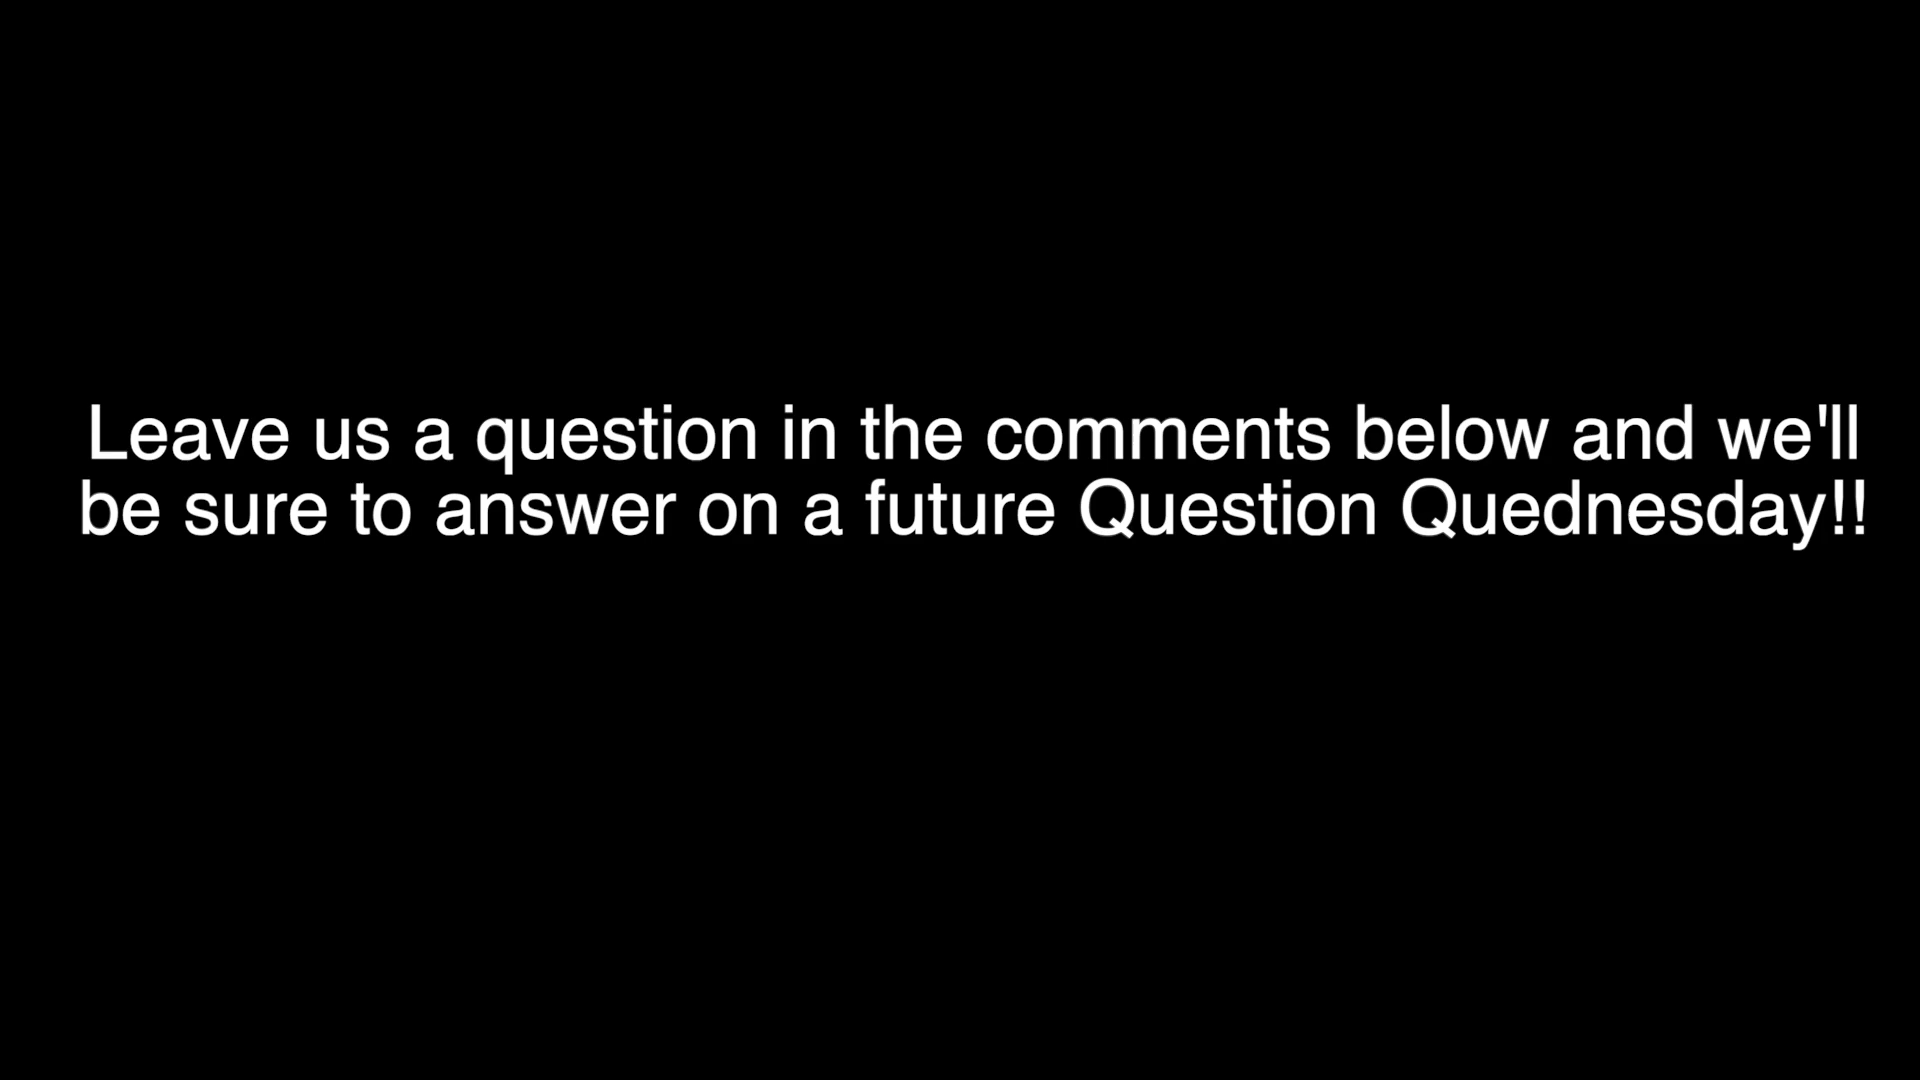 Leave us a question in the comments below and we'll
be sure to answer on a future Question Quednesday!!